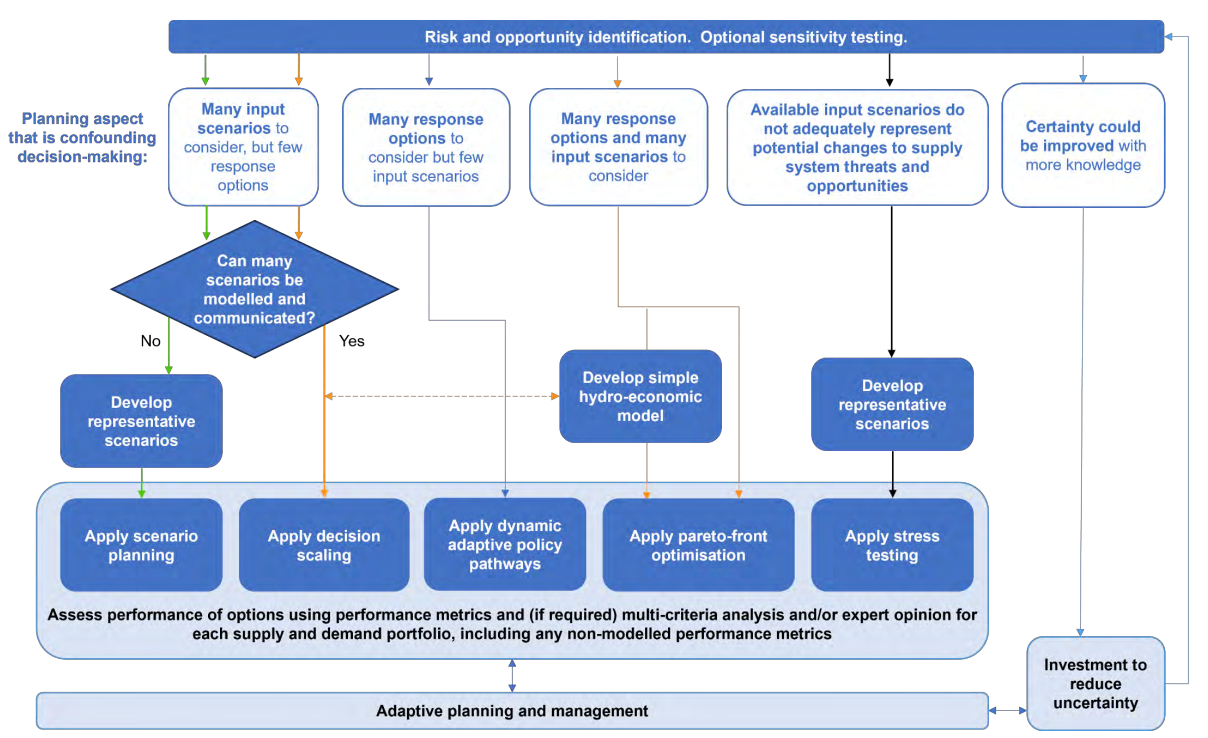 Risk and opportunity identification.  Optional sensitivity testing.
Planning aspect
that is confounding
decision-making:
Many input
scenarios to
consider, but few
response
options
Many response
options to
consider but few
input scenarios
Many response
options and many
input scenarios to
consider
Available input scenarios do
not adequately represent
potential changes to supply
system threats and
opportunities
Certainty could
be improved with
more knowledge
Can many
scenarios be
modelled and
communicated?
No
Yes
Develop
representative
scenarios
Develop simple
hydro-economic
model
Develop
representative
scenarios
Apply scenario
planning
Apply decision
scaling
Apply dynamic
adaptive policy
pathways
Apply pareto-front
optimisation
Apply stress
testing
Assess performance of options using performance metrics and (if required) multi-criteria analysis and/or expert opinion for
each supply and demand portfolio, including any non-modelled performance metrics
Investment to
reduce
uncertainty
Adaptive planning and management